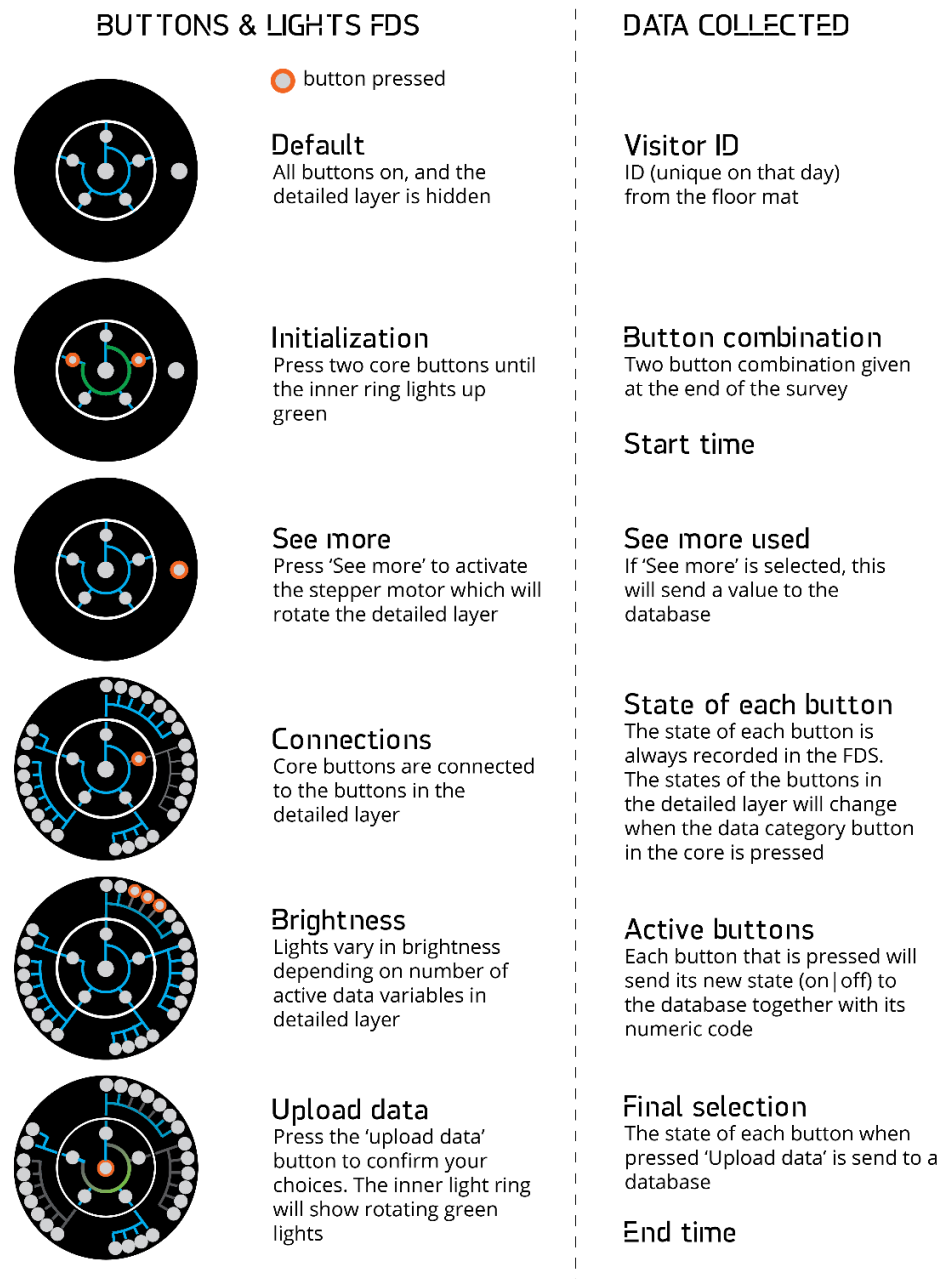 BUTTONS & LIGHTS FDS
DATA COLLECTED
button pressed
Default
All buttons on, and the
detailed layer is hidden
Visitor ID
ID (unique on that day)
from the floor mat
Initialization
Press two core buttons until
the inner ring lights up
green
Button combination
Two button combination given
at the end of the survey
Start time
See more
Press ‘See more’ to activate
the stepper motor which will
rotate the detailed layer
See more used
If ‘See more’ is selected, this
will send a value to the
database
Connections
Core buttons are connected
to the buttons in the
detailed layer
State of each button
The state of each button is
always recorded in the FDS.
The states of the buttons in
the detailed layer will change
when the data category button
in the core is pressed
Brightness
Lights vary in brightness
depending on number of
active data variables in
detailed layer
Active buttons
Each button that is pressed will
send its new state (on|off) to
the database together with its
numeric code
Upload data
Press the ‘upload data’
button to confirm your
choices. The inner light ring
will show rotating green
lights
Final selection
The state of each button when
pressed ‘Upload data’ is send to a
database
End time